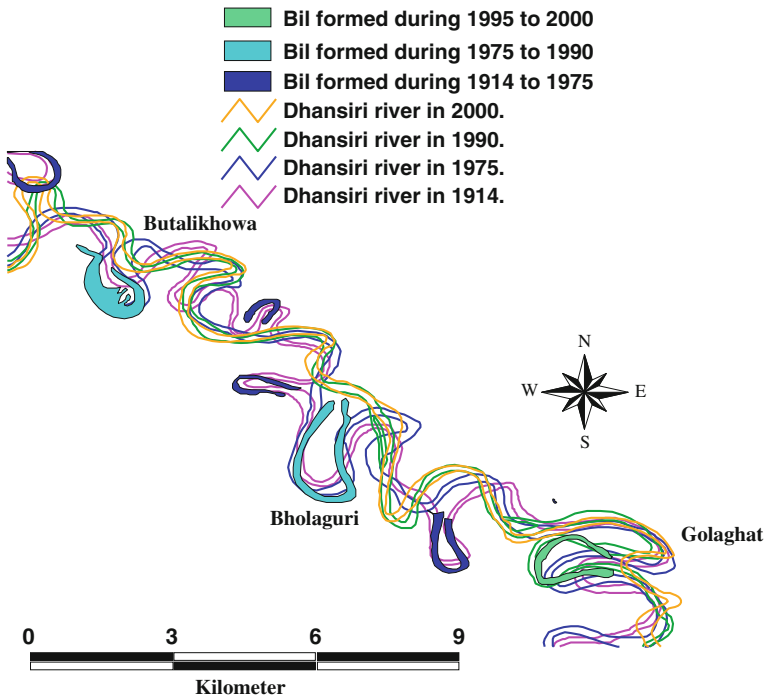 Bil formed during 1995 to 2000
Bil formed during 1975 to 1990
Bil formed during 1914 to 1975
Dhansiri river in 2000.
Dhansiri river in 1990.
Dhansiri river in 1975.
Dhansiri river in 1914.
Butalikhowa
N
W E
S
Bholaguri
Golaghat
0 3 6 9
Kilometer